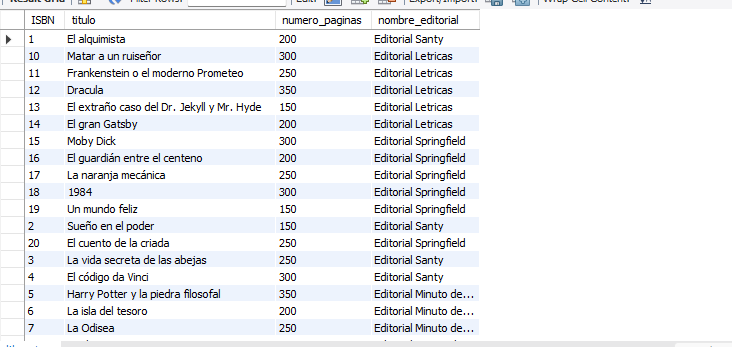 Result Grid Filter Rows: Edit: Export/Import: Wrap Cell Content:
ISBN titulo numero_paginas nombre_editorial
1 El alquimista 200 Editorial Santy
10 Matar a un ruiseñor 300 Editorial Letricas
11 Frankenstein o el moderno Prometeo 250 Editorial Letricas
12 Dracula 350 Editorial Letricas
13 El extraño caso del Dr. Jekyll y Mr. Hyde 150 Editorial Letricas
14 El gran Gatsby 200 Editorial Letricas
15 Moby Dick 300 Editorial Springfield
16 El guardián entre el centeno 200 Editorial Springfield
17 La naranja mecánica 250 Editorial Springfield
18 1984 300 Editorial Springfield
19 Un mundo feliz 150 Editorial Springfield
2 Sueño en el poder 150 Editorial Santy
20 El cuento de la criada 250 Editorial Springfield
3 La vida secreta de las abejas 250 Editorial Santy
4 El código da Vinci 300 Editorial Santy
5 Harry Potter y la piedra filosofal 350 Editorial Minuto de...
6 La isla del tesoro 200 Editorial Minuto de...
7 La Odisea 250 Editorial Minuto de...